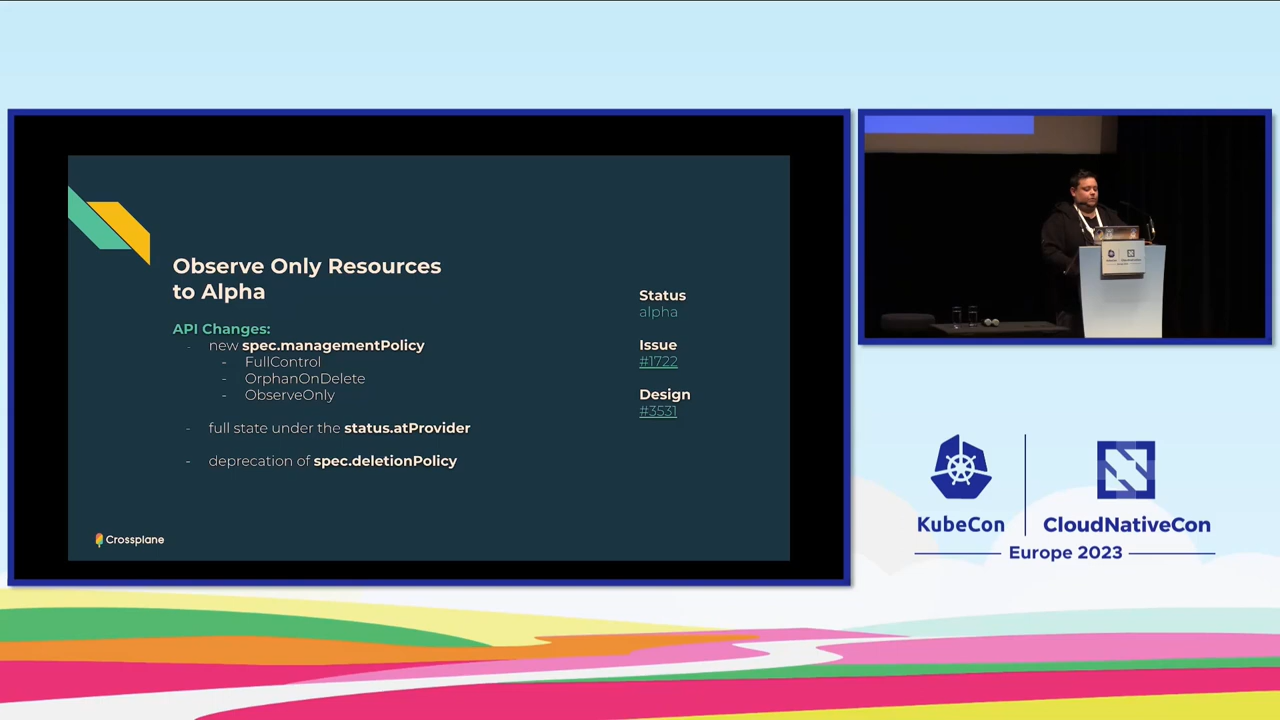 Observe Only Resources
to Alpha
API Changes:
- new spec.managementPolicy
- FullControl
- OrphanOnDelete
- ObserveOnly
- full state under the status.atProvider
- deprecation of spec.deletionPolicy
Status
alpha
Issue
#1722
Design
#3531
Crossplane
KubeCon
CloudNativeCon
Europe 2023